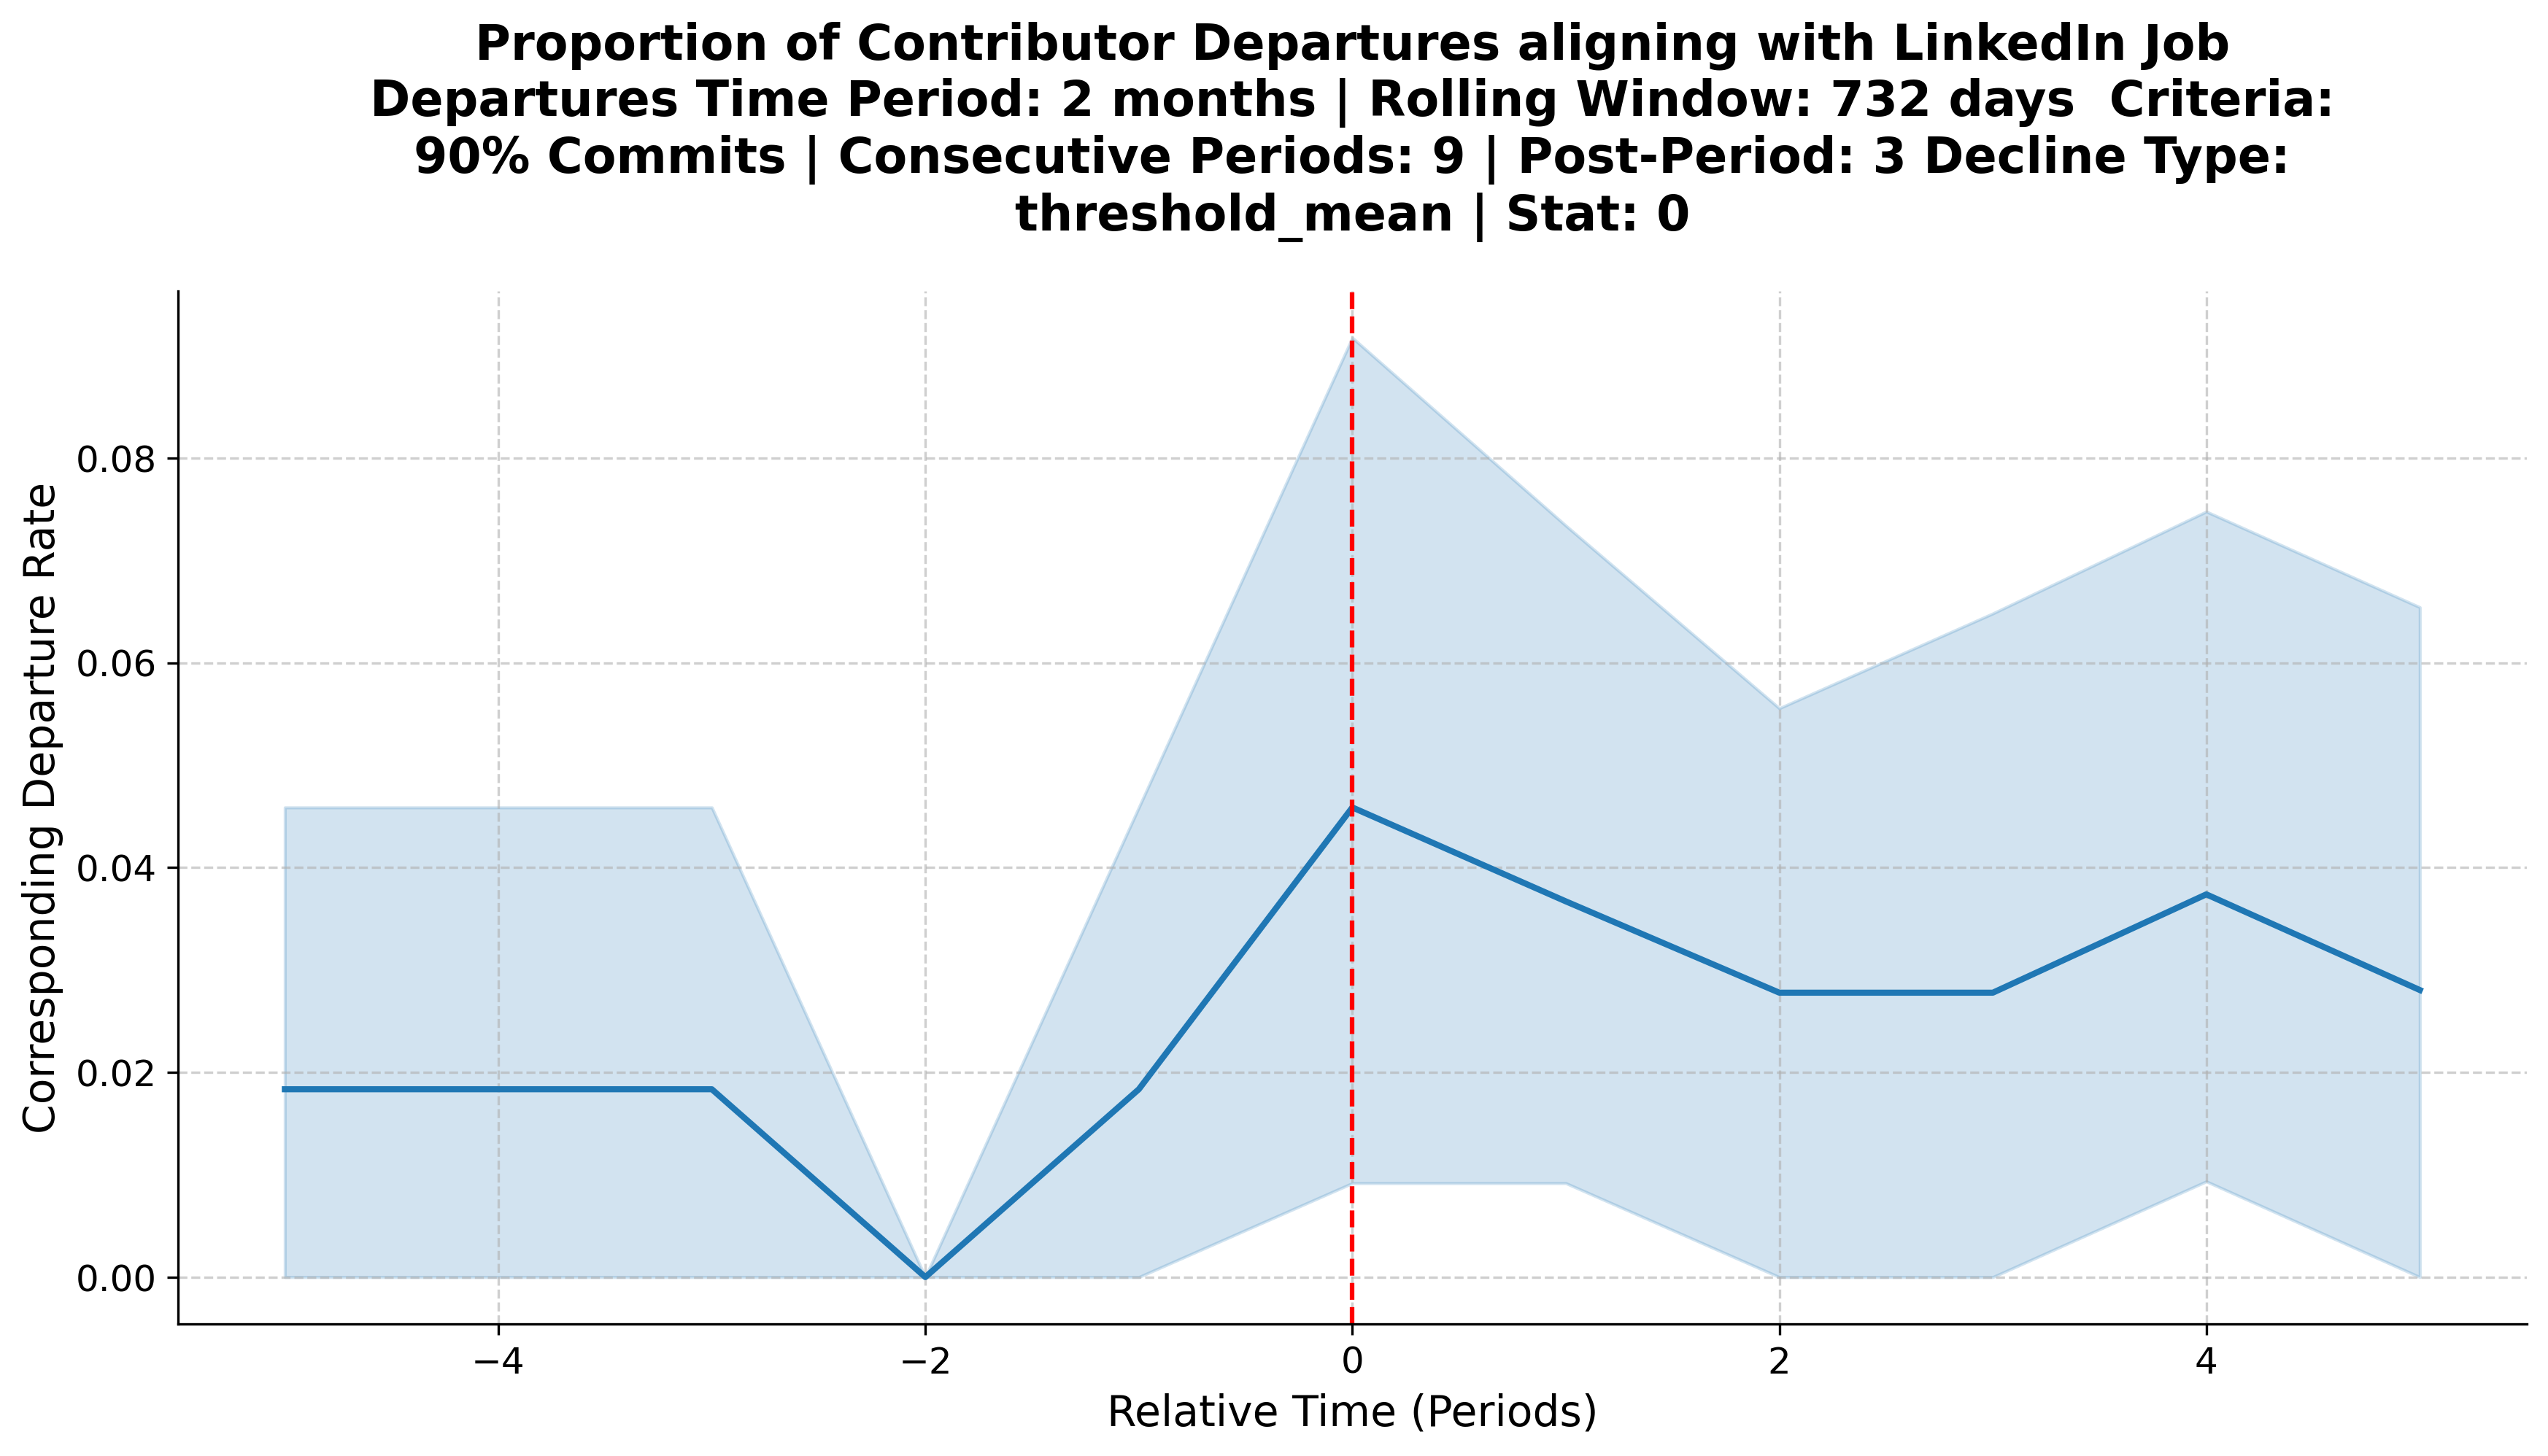 Proportion of Contributor Departures aligning with LinkedIn Job
Departures Time Period: 2 months | Rolling Window: 732 days  Criteria:
90% Commits | Consecutive Periods: 9 | Post-Period: 3 Decline Type:
threshold_mean | Stat: 0
Corresponding Departure Rate
0.08
0.06
0.04
0.02
0.00
−4
−2
0
2
4
Relative Time (Periods)